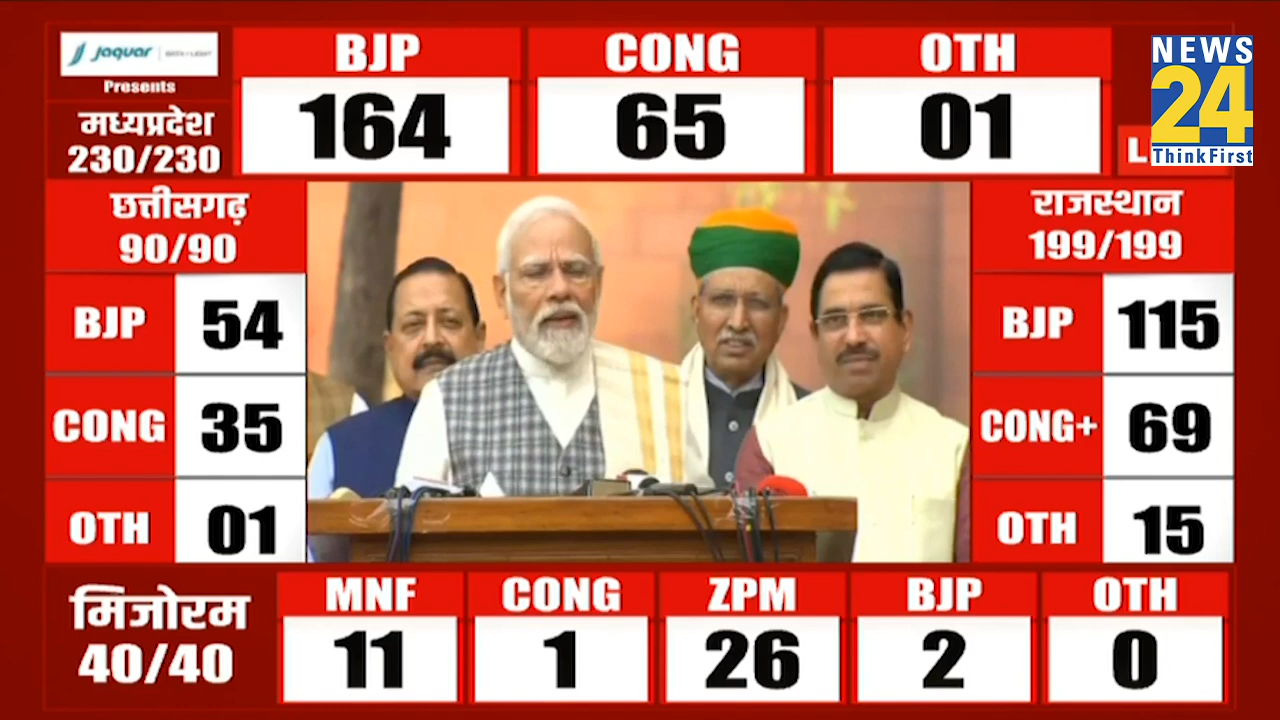 Jaquar
Presents
मध्यप्रदेश
230/230
BJP
164
CONG
65
OTH
01
NEWS
24
ThinkFirst
छत्तीसगढ़
90/90
BJP
54
CONG
35
OTH
01
राजस्थान
199/199
BJP
115
CONG+
69
OTH
15
मिजोरम
40/40
MNF
11
CONG
1
ZPM
26
BJP
2
OTH
0